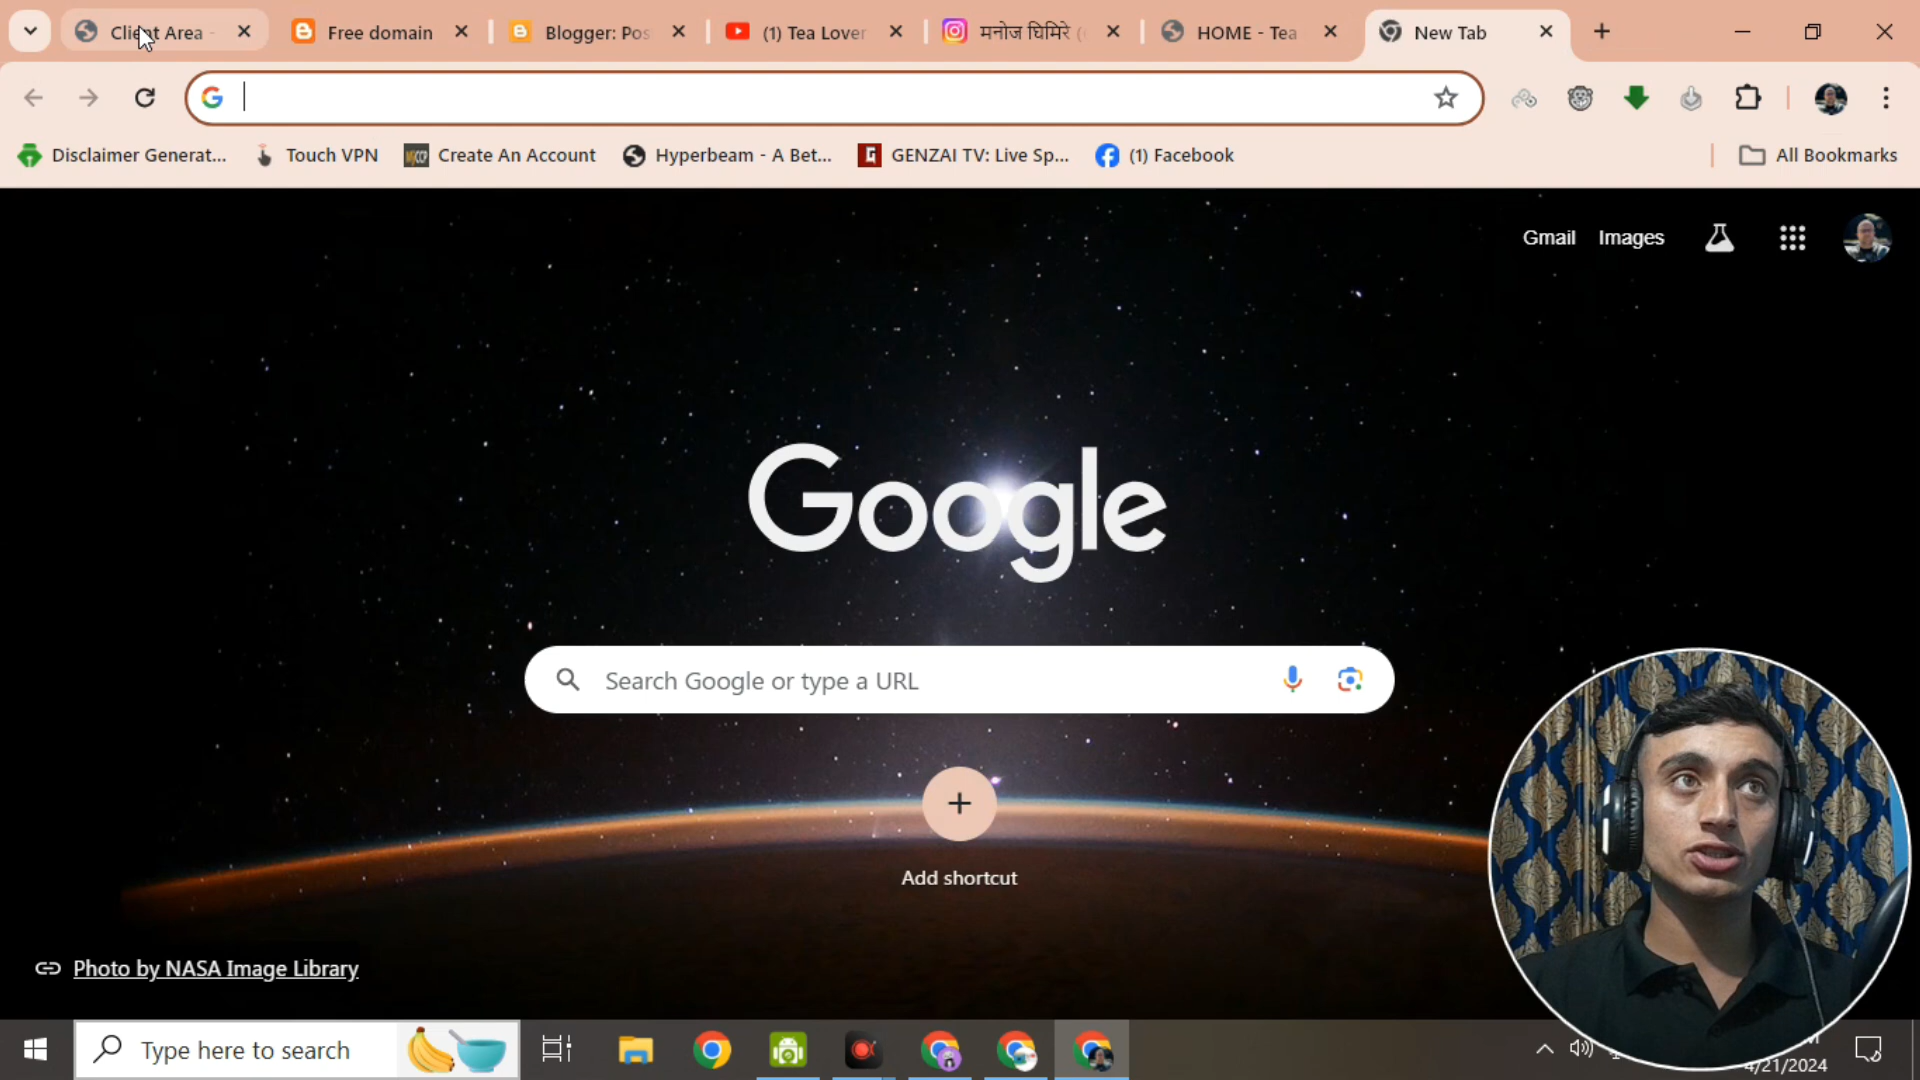 Client Area -
Free domain
Blogger: Pos
(1) Tea Lover
मनोज घिमिरे (
HOME - Tea
New Tab
Disclaimer Generat...
Touch VPN
Create An Account
Hyperbeam - A Bet...
GENZAI TV: Live Sp...
(1) Facebook
All Bookmarks
Gmail
Images
Google
Search Google or type a URL
Add shortcut
Photo by NASA Image Library
Type here to search
4/21/2024